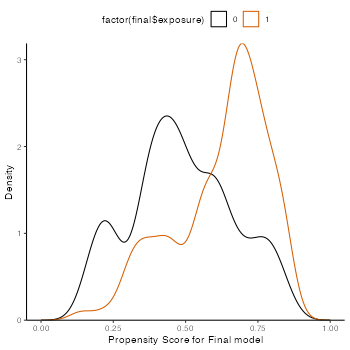 factor(final$exposure) 0 1
3
2
1
0
Density
0.00 0.25 0.50 0.75 1.00
Propensity Score for Final model